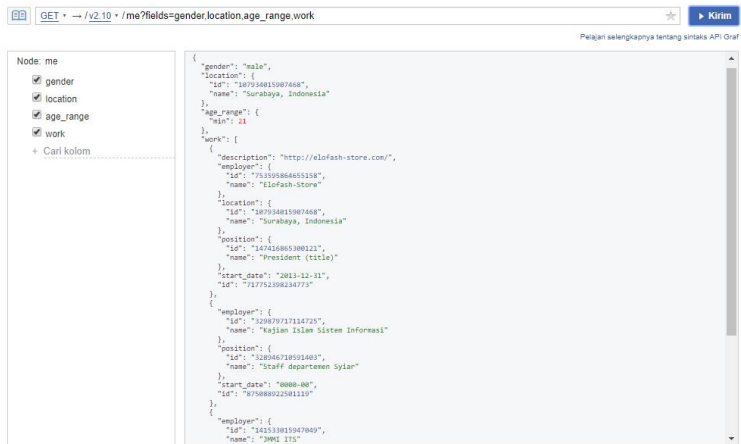 GET → /v2.10 / me?fields=gender,location,age_range,work
Kirim
Pelajari selengkapnya tentang sintaks API Graf
Node: me
gender
location
age_range
work
+ Cari kolom
{
"gender": "male",
"location": {
"id": "107934015907468",
"name": "Surabaya, Indonesia"
},
"age_range": {
"min": 21
},
"work": [
{
"description": "http://elofash-store.com/",
"employer": {
"id": "753595864655158",
"name": "Elofash-Store"
},
"location": {
"id": "107934015907468",
"name": "Surabaya, Indonesia"
},
"position": {
"id": "147416865300121",
"name": "President (title)"
},
"start_date": "2013-12-31",
"id": "717752398234773"
},
{
"employer": {
"id": "329879717114725",
"name": "Kajian Islam Sistem Informasi"
},
"position": {
"id": "328946710591403",
"name": "Staff departemen Syiar"
},
"start_date": "0000-00",
"id": "875088922501119"
},
{
"employer": {
"id": "141533015947049",
"name": "JMMI ITS"